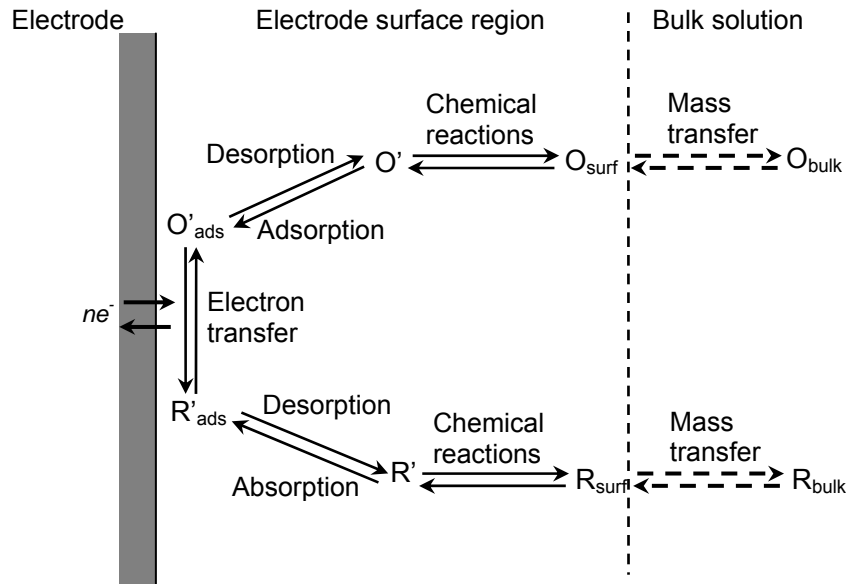 Electrode
Electrode surface region
Bulk solution
Chemical
reactions
Mass
transfer
Desorption
O'
O_surf
O_bulk
O'_ads
Adsorption
ne^-
Electron
transfer
R'_ads
Desorption
Chemical
reactions
Mass
transfer
Absorption
R'
R_surf
R_bulk